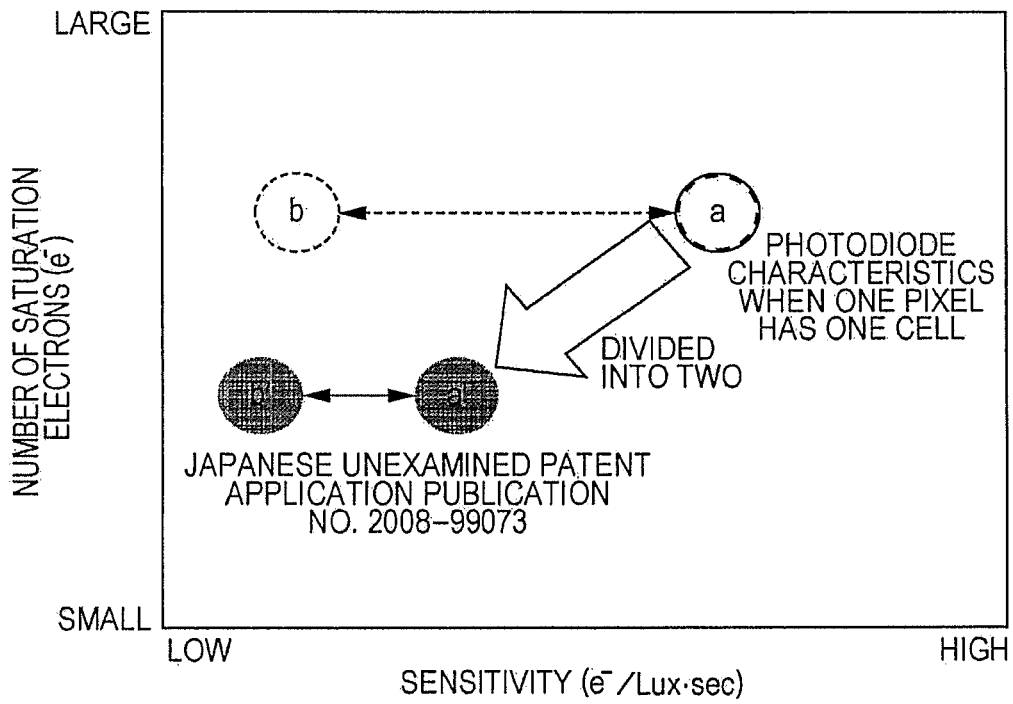 LARGE
NUMBER OF SATURATION
ELECTRONS (e⁻)
b
a
PHOTODIODE
CHARACTERISTICS
WHEN ONE PIXEL
HAS ONE CELL
DIVIDED
INTO TWO
b'
a'
JAPANESE UNEXAMINED PATENT
APPLICATION PUBLICATION
NO. 2008–99073
SMALL
LOW
HIGH
SENSITIVITY (e⁻/Lux·sec)